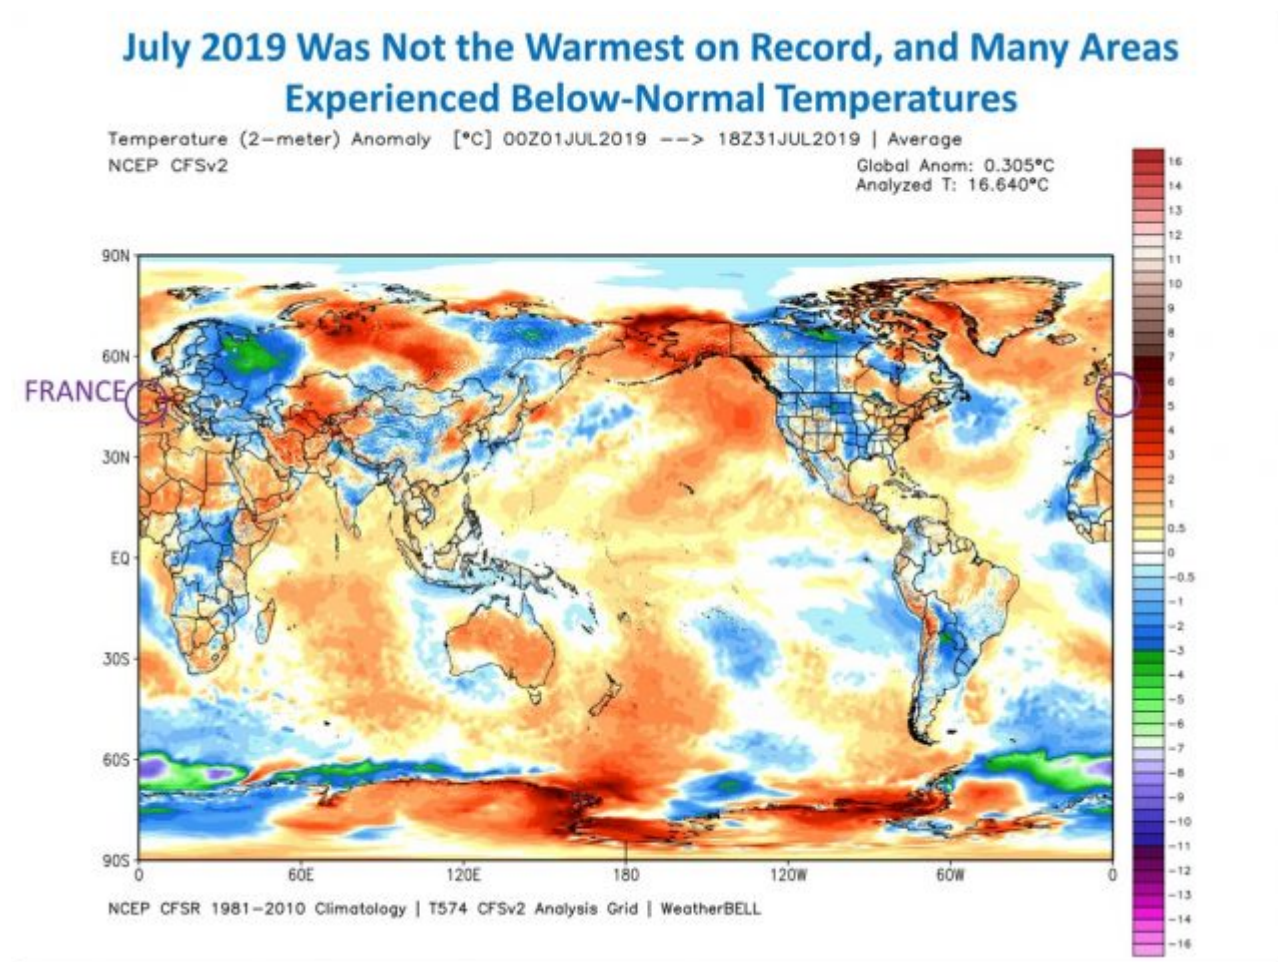 July 2019 Was Not the Warmest on Record, and Many Areas
Experienced Below-Normal Temperatures
Temperature (2-meter) Anomaly [°C] 00Z01JUL2019 --> 18Z31JUL2019 | Average
NCEP CFSv2
Global Anom: 0.305°C
Analyzed T: 16.640°C
16
14
13
12
11
10
9
8
7
6
5
4
3
2
1
0.5
0
-0.5
-1
-2
-3
-4
-5
-6
-7
-8
-9
-10
-11
-12
-13
-14
-16
90N
60N
FRANCE
30N
EQ
30S
60S
90S
0
60E
120E
180
120W
60W
0
NCEP CFSR 1981-2010 Climatology | T574 CFSv2 Analysis Grid | WeatherBELL